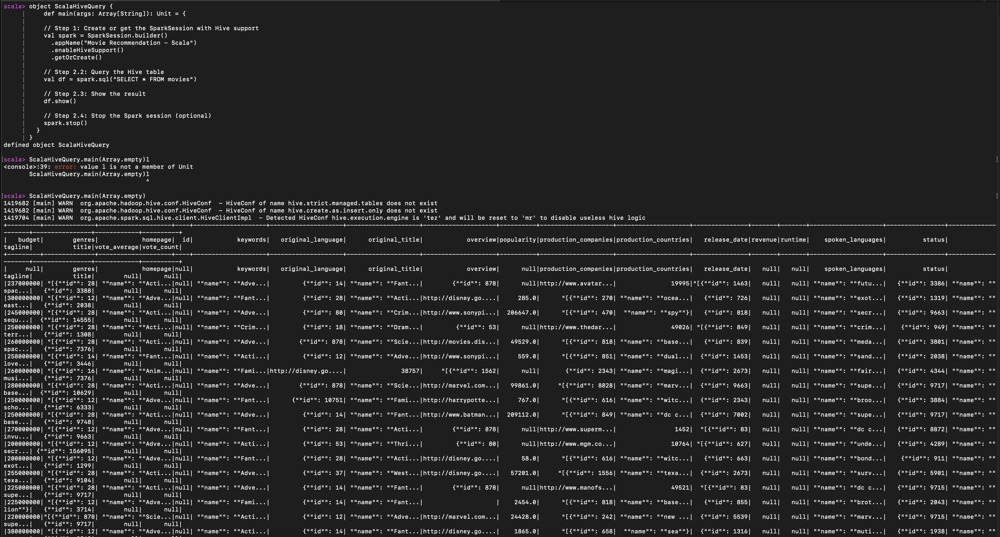 scala> object ScalaHiveQuery {
     |     def main(args: Array[String]): Unit = {
     |
     |     // Step 1: Create or get the SparkSession with Hive support
     |     val spark = SparkSession.builder()
     |       .appName("Movie Recommendation – Scala")
     |       .enableHiveSupport()
     |       .getOrCreate()
     |
     |     // Step 2.2: Query the Hive table
     |     val df = spark.sql("SELECT * FROM movies")
     |
     |     // Step 2.3: Show the result
     |     df.show()
     |
     |     // Step 2.4: Stop the Spark session (optional)
     |     spark.stop()
     |   }
     | }
defined object ScalaHiveQuery
[scala> ScalaHiveQuery.main(Array.empty)l ]
<console>:39: error: value l is not a member of Unit
       ScalaHiveQuery.main(Array.empty)l
                                       ^
[scala> ScalaHiveQuery.main(Array.empty) ]
1419682 [main] WARN  org.apache.hadoop.hive.conf.HiveConf  – HiveConf of name hive.strict.managed.tables does not exist
1419682 [main] WARN  org.apache.hadoop.hive.conf.HiveConf  – HiveConf of name hive.create.as.insert.only does not exist
1419704 [main] WARN  org.apache.spark.sql.hive.client.HiveClientImpl  – Detected HiveConf hive.execution.engine is 'tez' and will be reset to 'mr' to disable useless hive logic
| budget| genres| homepage| id| keywords| original_language| original_title| overview|popularity|production_companies|production_countries| release_date|revenue|runtime| spoken_languages| status|
tagline| title|vote_average|vote_count|
| null| genres| homepage|null| keywords| original_language| original_title| overview| null|production_companies|production_countries| release_date| null| null| spoken_languages| status|
tagline| title| null| null|
|237000000| "[{""id"": 28| ""name"": ""Acti...|null| ""name"": ""Adve...| {""id"": 14| ""name"": ""Fant...| {""id"": 878| null|http://www.avatar...| 19995|"[{""id"": 1463| null| null| ""name"": ""futu...| {""id"": 3386| ""name"": ""
spac...| {""id"": 3388| null| null|
|300000000| "[{""id"": 12| ""name"": ""Adve...|null| ""name"": ""Fant...| {""id"": 28| ""name"": ""Acti...|http://disney.go....| 285.0| "[{""id"": 270| ""name"": ""ocea...| {""id"": 726| null| null| ""name"": ""exot...| {""id"": 1319| ""name"": ""
east...| {""id"": 2038| null| null|
|245000000| "[{""id"": 28| ""name"": ""Acti...|null| ""name"": ""Adve...| {""id"": 80| ""name"": ""Crim...|http://www.sonypi...| 206647.0| "[{""id"": 470| ""name"": ""spy""}| {""id"": 818| null| null| ""name"": ""secr...| {""id"": 9663| ""name"": ""
sequ...| {""id"": 14555| null| null|
|250000000| "[{""id"": 28| ""name"": ""Acti...|null| ""name"": ""Crim...| {""id"": 18| ""name"": ""Dram...| {""id"": 53| null|http://www.thedar...| 49026| "[{""id"": 849| null| null| ""name"": ""crim...| {""id"": 949| ""name"": ""
terr...| {""id"": 1308| null| null|
|260000000| "[{""id"": 28| ""name"": ""Acti...|null| ""name"": ""Adve...| {""id"": 878| ""name"": ""Scie...|http://movies.dis...| 49529.0| "[{""id"": 818| ""name"": ""base...| {""id"": 839| null| null| ""name"": ""meda...| {""id"": 3801| ""name"": ""
spac...| {""id"": 7376| null| null|
|258000000| "[{""id"": 14| ""name"": ""Fant...|null| ""name"": ""Acti...| {""id"": 12| ""name"": ""Adve...|http://www.sonypi...| 559.0| "[{""id"": 851| ""name"": ""dual...| {""id"": 1453| null| null| ""name"": ""sand...| {""id"": 2038| ""name"": ""
love...| {""id"": 3446| null| null|
|260000000| "[{""id"": 16| ""name"": ""Anim...|null| ""name"": ""Fami...|http://disney.go....| 38757| "[{""id"": 1562| null| {""id"": 2343| ""name"": ""magi...| {""id"": 2673| null| null| ""name"": ""fair...| {""id"": 4344| ""name"": ""
musi...| {""id"": 7376| null| null|
|280000000| "[{""id"": 28| ""name"": ""Acti...|null| ""name"": ""Adve...| {""id"": 878| ""name"": ""Scie...|http://marvel.com...| 99861.0| "[{""id"": 8828| ""name"": ""marv...| {""id"": 9663| null| null| ""name"": ""supe...| {""id"": 9717| ""name"": ""
base...| {""id"": 10629| null| null|
|250000000| "[{""id"": 12| ""name"": ""Adve...|null| ""name"": ""Fant...| {""id"": 10751| ""name"": ""Fami...|http://harrypotte...| 767.0| "[{""id"": 616| ""name"": ""witc...| {""id"": 2343| null| null| ""name"": ""broo...| {""id"": 3884| ""name"": ""
scho...| {""id"": 6333| null| null|
|250000000| "[{""id"": 28| ""name"": ""Acti...|null| ""name"": ""Adve...| {""id"": 14| ""name"": ""Fant...|http://www.batman...| 209112.0| "[{""id"": 849| ""name"": ""dc c...| {""id"": 7002| null| null| ""name"": ""supe...| {""id"": 9717| ""name"": ""
base...| {""id"": 9748| null| null|
|270000000| "[{""id"": 12| ""name"": ""Adve...|null| ""name"": ""Fant...| {""id"": 28| ""name"": ""Acti...| {""id"": 878| null|http://www.superm...| 1452| "[{""id"": 83| null| null| ""name"": ""dc c...| {""id"": 8872| ""name"": ""
invu...| {""id"": 9663| null| null|
|200000000| "[{""id"": 12| ""name"": ""Adve...|null| ""name"": ""Acti...| {""id"": 53| ""name"": ""Thri...| {""id"": 80| null|http://www.mgm.co...| 10764| "[{""id"": 627| null| null| ""name"": ""unde...| {""id"": 4289| ""name"": ""
secr...| {""id"": 156095| null| null|
|200000000| "[{""id"": 12| ""name"": ""Adve...|null| ""name"": ""Fant...| {""id"": 28| ""name"": ""Acti...|http://disney.go....| 58.0| "[{""id"": 616| ""name"": ""witc...| {""id"": 663| null| null| ""name"": ""bond...| {""id"": 911| ""name"": ""
exot...| {""id"": 1299| null| null|
|255000000| "[{""id"": 28| ""name"": ""Acti...|null| ""name"": ""Adve...| {""id"": 37| ""name"": ""West...|http://disney.go....| 57201.0| "[{""id"": 1556| ""name"": ""texa...| {""id"": 2673| null| null| ""name"": ""surv...| {""id"": 5901| ""name"": ""
texa...| {""id"": 9104| null| null|
|225000000| "[{""id"": 28| ""name"": ""Acti...|null| ""name"": ""Adve...| {""id"": 14| ""name"": ""Fant...| {""id"": 878| null|http://www.manofs...| 49521| "[{""id"": 83| null| null| ""name"": ""dc c...| {""id"": 9715| ""name"": ""
supe...| {""id"": 9717| null| null|
|225000000| "[{""id"": 12| ""name"": ""Adve...|null| ""name"": ""Fami...| {""id"": 14| ""name"": ""Fant...| | 2454.0| "[{""id"": 818| ""name"": ""base...| {""id"": 855| null| null| ""name"": ""brot...| {""id"": 2043| ""name"": ""
lion""}| {""id"": 3714| null| null|
|220000000|"[{""id"": 878| ""name"": ""Scie...|null| ""name"": ""Acti...| {""id"": 12| ""name"": ""Adve...|http://marvel.com...| 24428.0| "[{""id"": 242| ""name"": ""new ...| {""id"": 5539| null| null| ""name"": ""marv...| {""id"": 9715| ""name"": ""
supe...| {""id"": 9717| null| null|
|380000000| "[{""id"": 12| ""name"": ""Adve...|null| ""name"": ""Acti...| {""id"": 14| ""name"": ""Fant...|http://disney.go....| 1865.0| "[{""id"": 658| ""name"": ""sea""}| {""id"": 1316| null| null| ""name"": ""muti...| {""id"": 1938| ""name"": ""